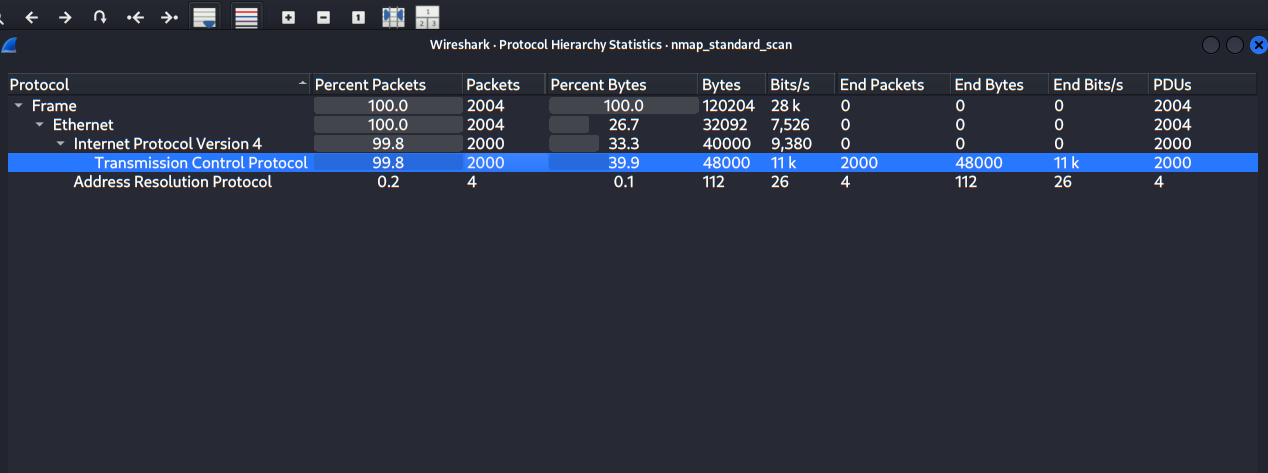 1
1
2 3
Wireshark · Protocol Hierarchy Statistics · nmap_standard_scan
Protocol Percent Packets Packets Percent Bytes Bytes Bits/s End Packets End Bytes End Bits/s PDUs
Frame 100.0 2004 100.0 120204 28 k 0 0 0 2004
Ethernet 100.0 2004 26.7 32092 7,526 0 0 0 2004
Internet Protocol Version 4 99.8 2000 33.3 40000 9,380 0 0 0 2000
Transmission Control Protocol 99.8 2000 39.9 48000 11 k 2000 48000 11 k 2000
Address Resolution Protocol 0.2 4 0.1 112 26 4 112 26 4